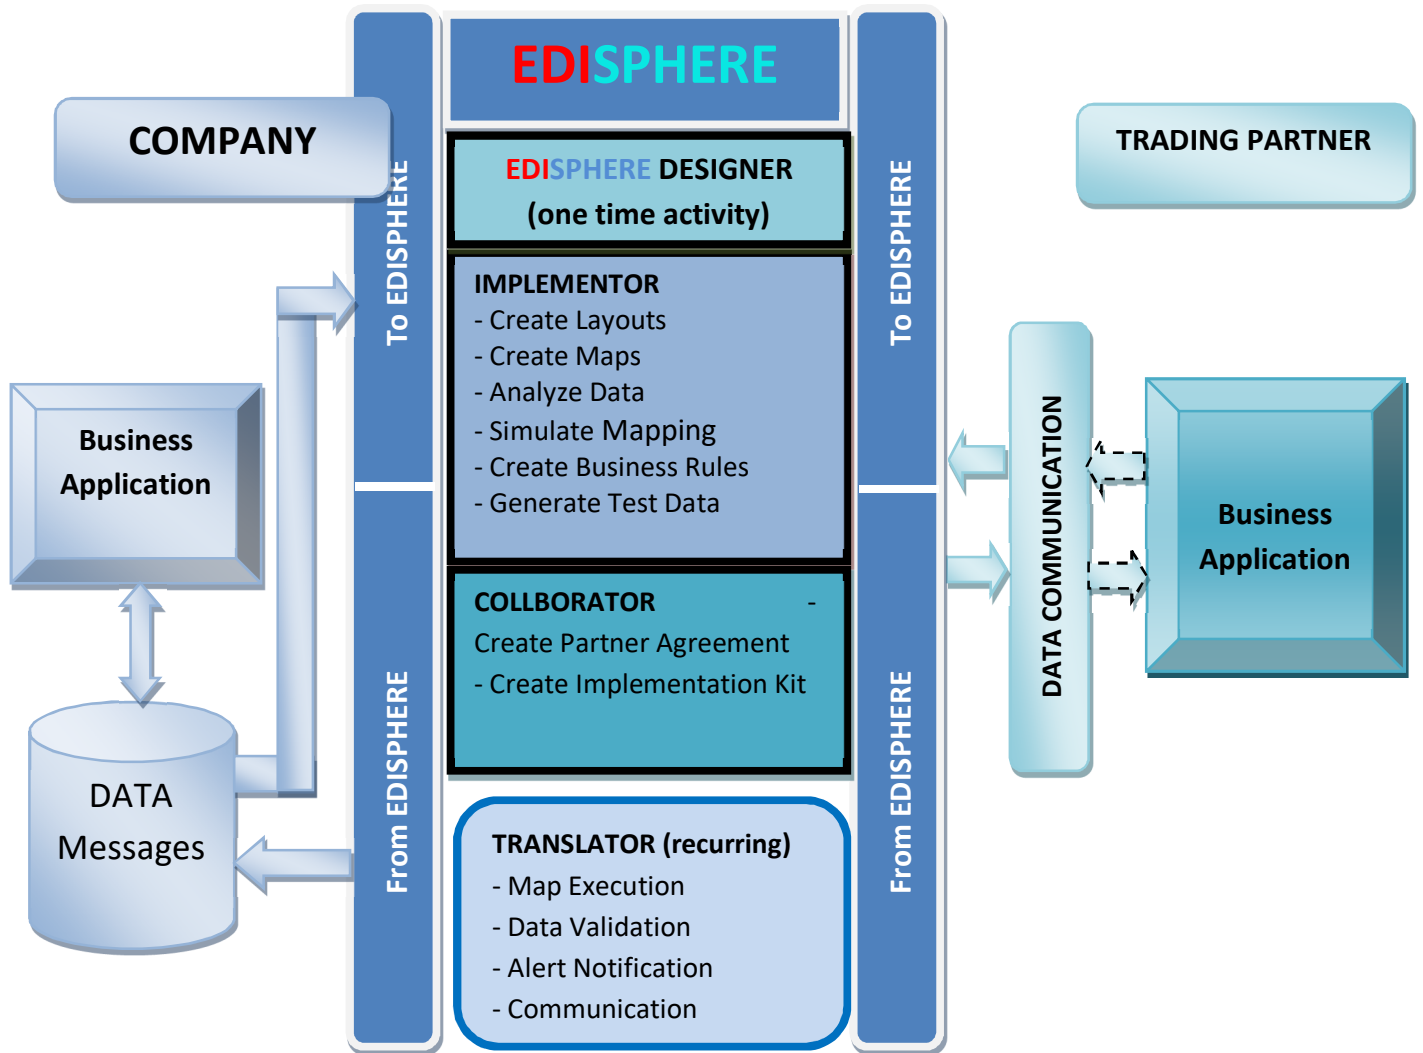 EDISPHERE
COMPANY
TRADING PARTNER
To EDISPHERE
From EDISPHERE
EDISPHERE DESIGNER
(one time activity)
IMPLEMENTOR
- Create Layouts
- Create Maps
- Analyze Data
- Simulate Mapping
- Create Business Rules
- Generate Test Data
COLLBORATOR -
Create Partner Agreement
- Create Implementation Kit
TRANSLATOR (recurring)
- Map Execution
- Data Validation
- Alert Notification
- Communication
To EDISPHERE
From EDISPHERE
Business
Application
DATA
Messages
DATA COMMUNICATION
Business
Application